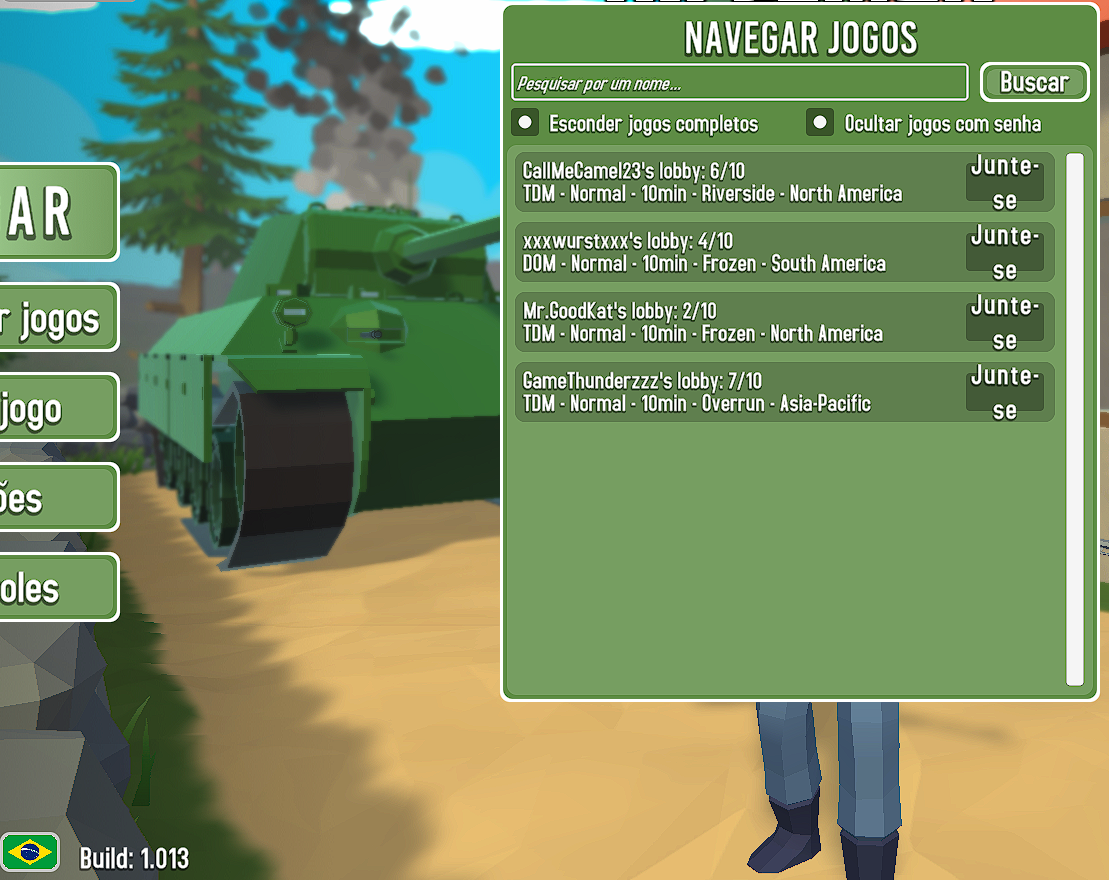 NAVEGAR JOGOS
Pesquisar por um nome...
Buscar
Esconder jogos completos
Ocultar jogos com senha
CallMeCamel23's lobby: 6/10
TDM - Normal - 10min - Riverside - North America
Junte-
se
xxxwurstxxx's lobby: 4/10
DOM - Normal - 10min - Frozen - South America
Junte-
se
Mr.GoodKat's lobby: 2/10
TDM - Normal - 10min - Frozen - North America
Junte-
se
GameThunderzzz's lobby: 7/10
TDM - Normal - 10min - Overrun - Asia-Pacific
Junte-
se
AR
r jogos
jogo
ões
oles
Build: 1.013